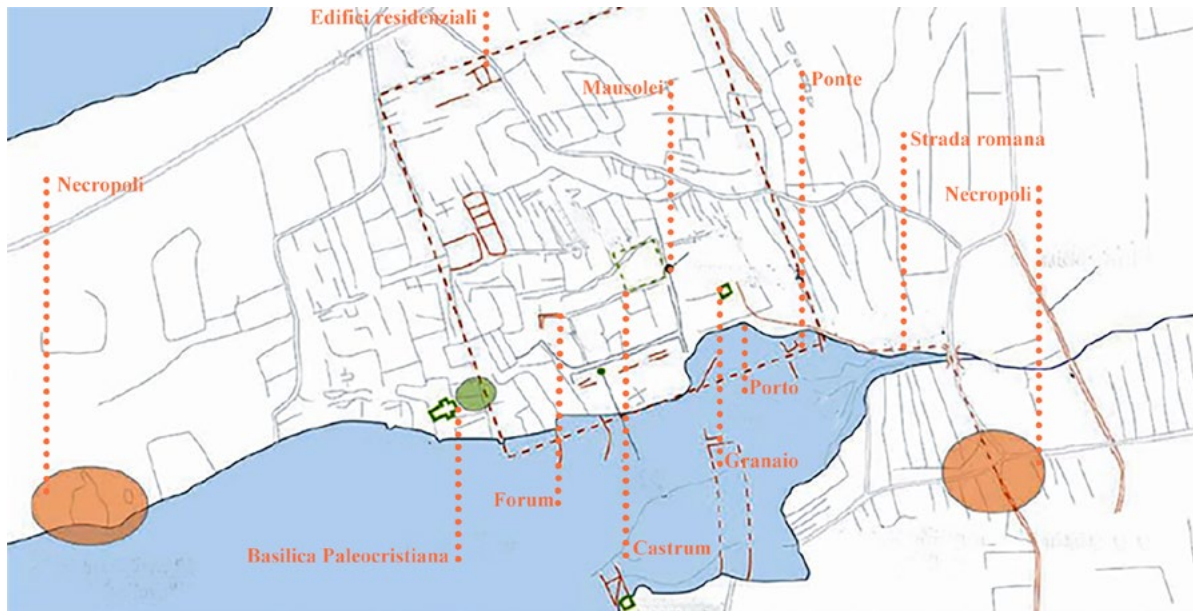 Edifici residenziali
Mausolei
Ponte
Strada romana
Necropoli
Necropoli
Porto
Granaio
Forum
Basilica Paleocristiana
Castrum